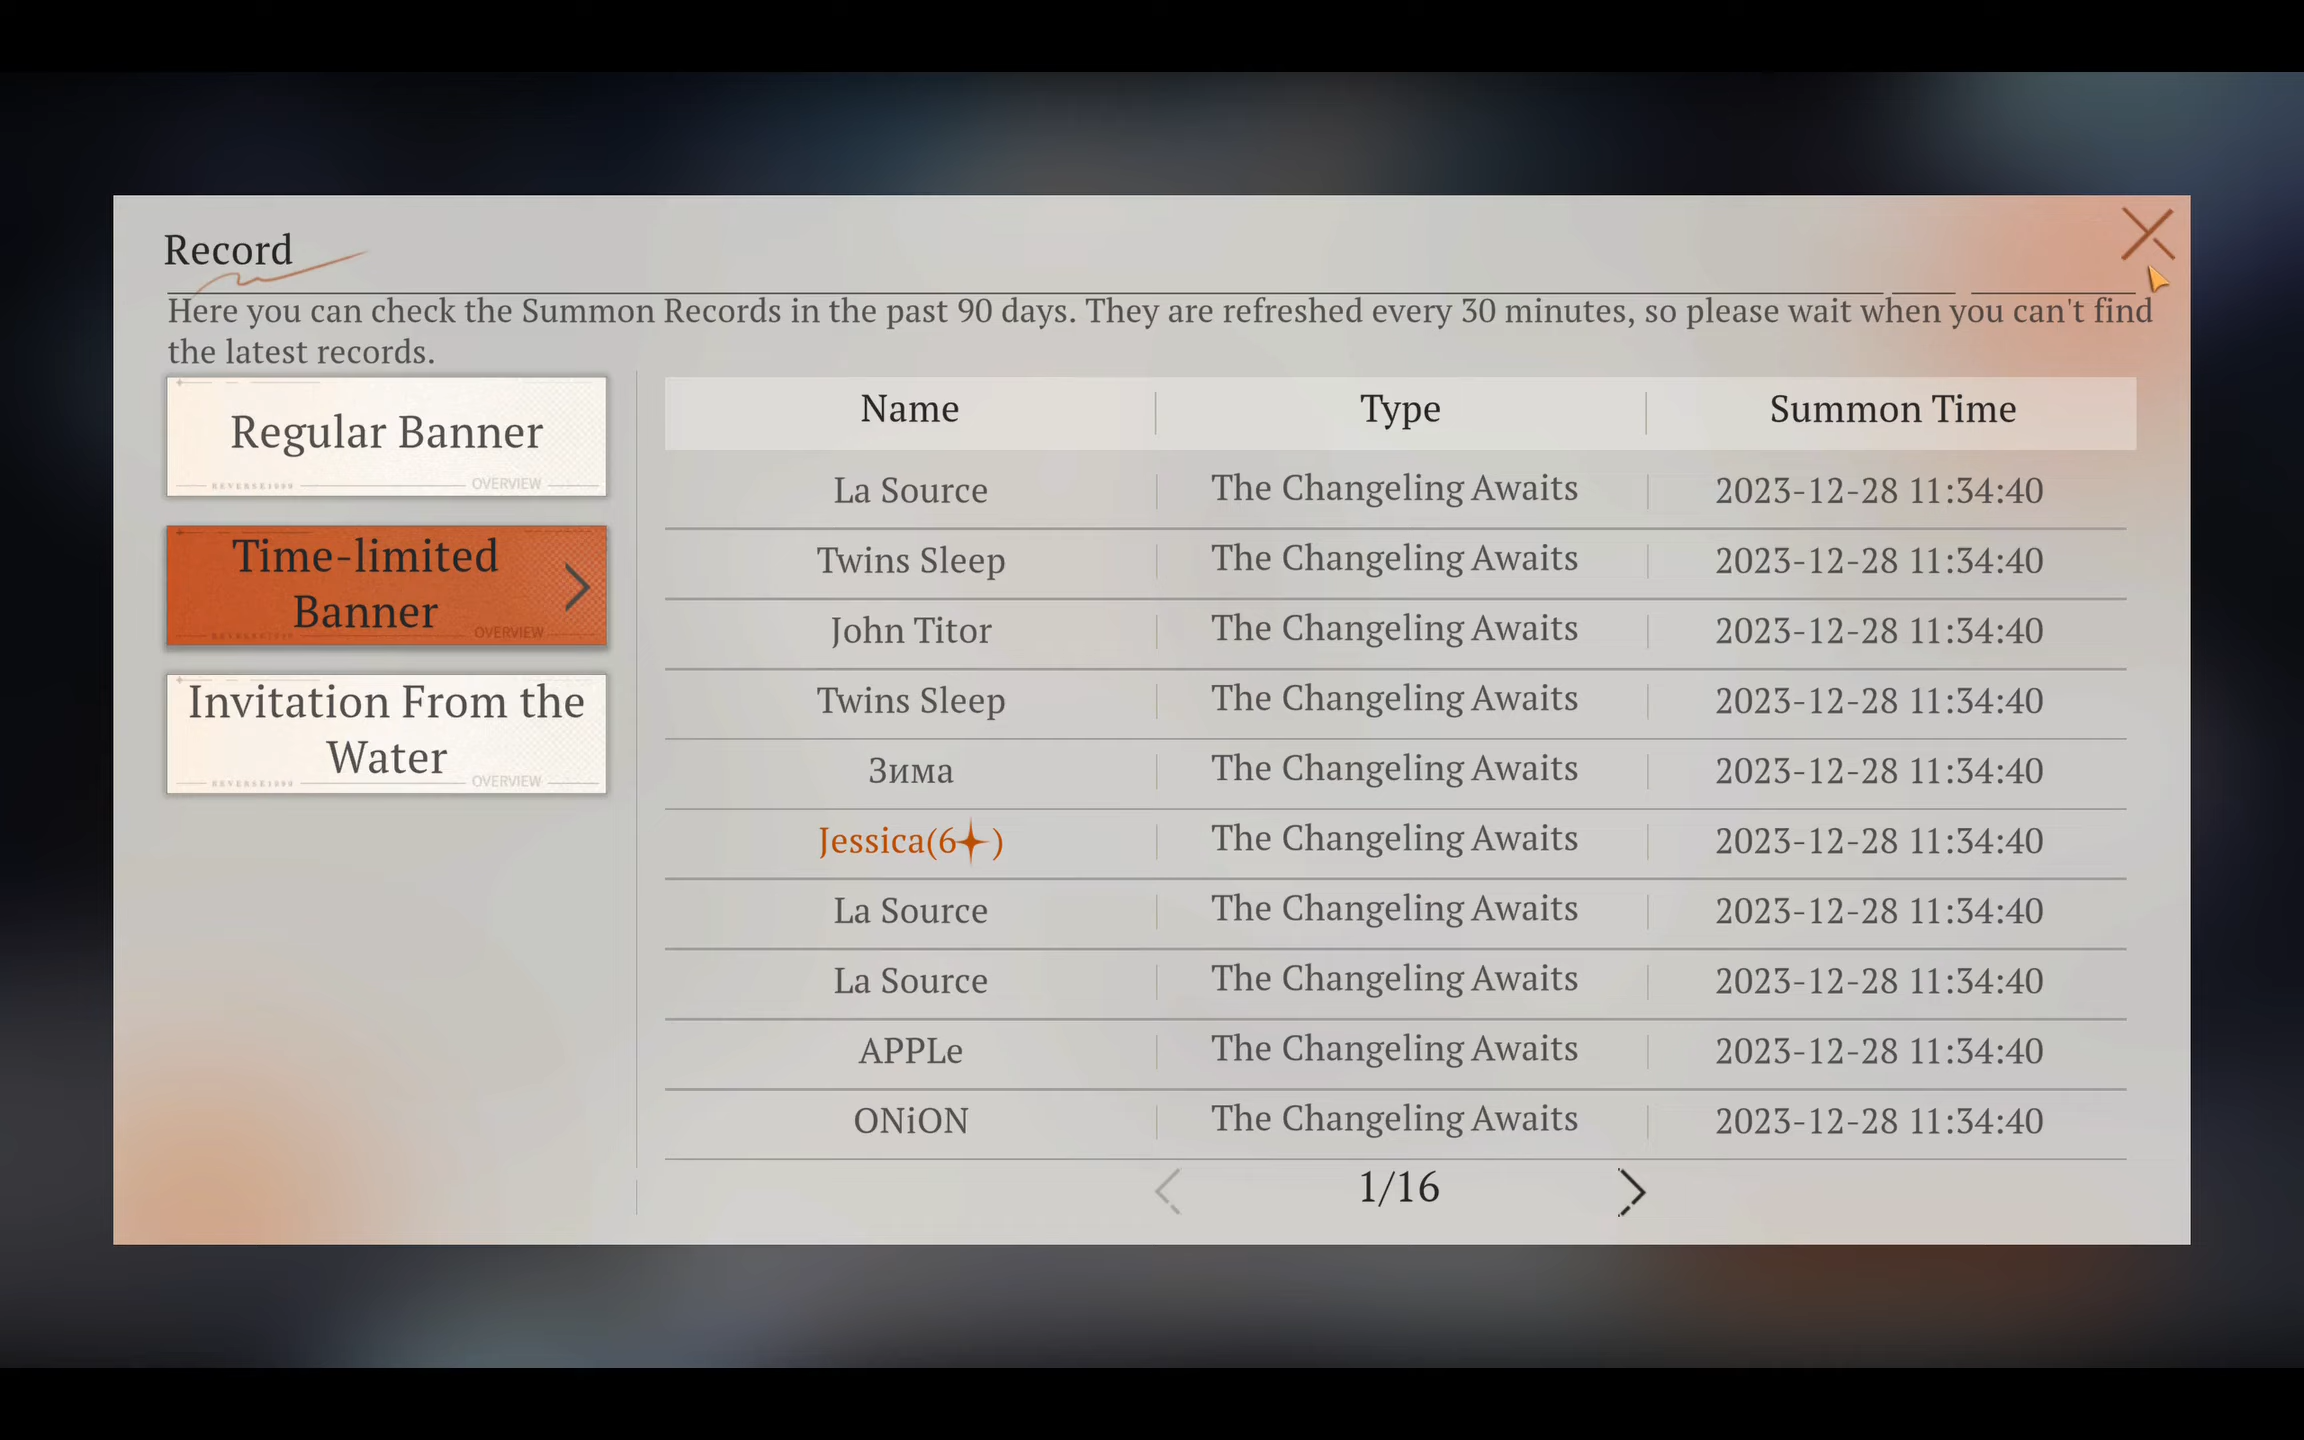 Record
Here you can check the Summon Records in the past 90 days. They are refreshed every 30 minutes, so please wait when you can't find
the latest records.
Regular Banner
REVERSE1999
OVERVIEW
Time-limited
Banner
REVERSE1999
OVERVIEW
Invitation From the
Water
REVERSE1999
OVERVIEW
Name Type Summon Time
La Source The Changeling Awaits 2023-12-28 11:34:40
Twins Sleep The Changeling Awaits 2023-12-28 11:34:40
John Titor The Changeling Awaits 2023-12-28 11:34:40
Twins Sleep The Changeling Awaits 2023-12-28 11:34:40
Зима The Changeling Awaits 2023-12-28 11:34:40
Jessica(6✦) The Changeling Awaits 2023-12-28 11:34:40
La Source The Changeling Awaits 2023-12-28 11:34:40
La Source The Changeling Awaits 2023-12-28 11:34:40
APPLe The Changeling Awaits 2023-12-28 11:34:40
ONiON The Changeling Awaits 2023-12-28 11:34:40
1/16